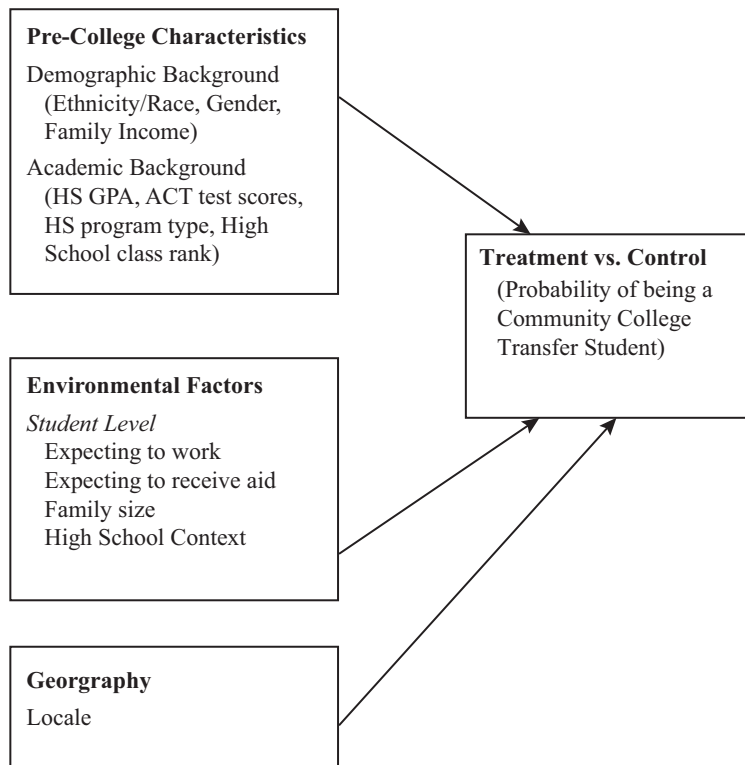 Pre-College Characteristics
Demographic Background
(Ethnicity/Race, Gender,
Family Income)
Academic Background
(HS GPA, ACT test scores,
HS program type, High
School class rank)
Treatment vs. Control
(Probability of being a
Community College
Transfer Student)
Environmental Factors
Student Level
Expecting to work
Expecting to receive aid
Family size
High School Context
Georgraphy
Locale